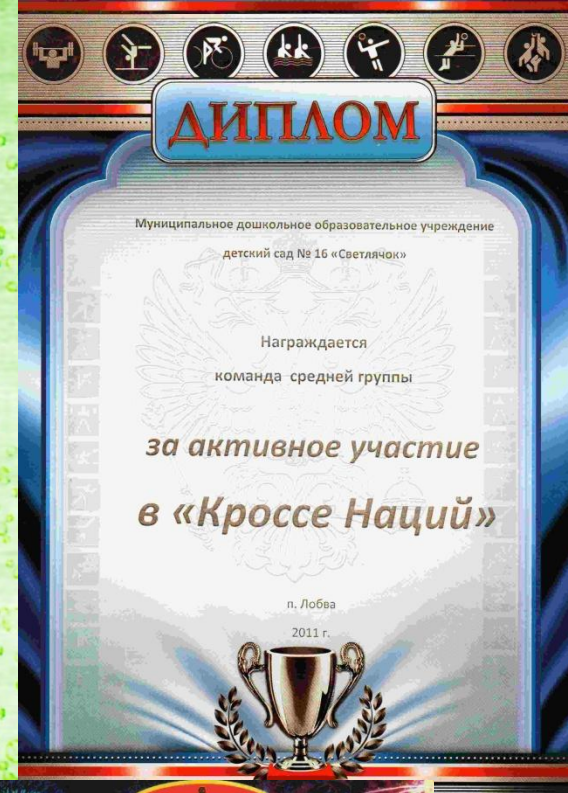 ДИПЛОМ
Муниципальное дошкольное образовательное учреждение
детский сад № 16 «Светлячок»
Награждается
команда средней группы
за активное участие
в «Кроссе Наций»
п. Лобва
2011 г.